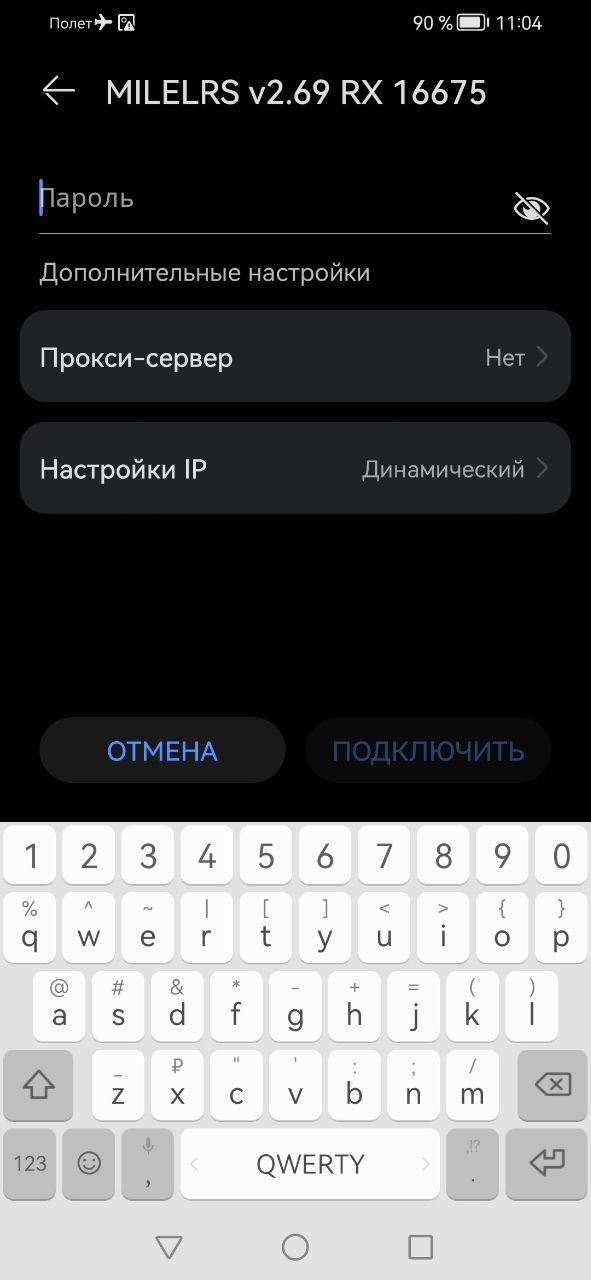 Полет 90 % 11:04
MILELRS v2.69 RX 16675
Пароль
Дополнительные настройки
Прокси-сервер Нет
Настройки IP Динамический
ОТМЕНА ПОДКЛЮЧИТЬ
1 2 3 4 5 6 7 8 9 0
% ^ ~ | [ ] < > { }
q w e r t y u i o p
@ # & * - + = ( )
a s d f g h j k l
_ ₽ " ' : ; /
z x c v b n m
,!?
123 , QWERTY .